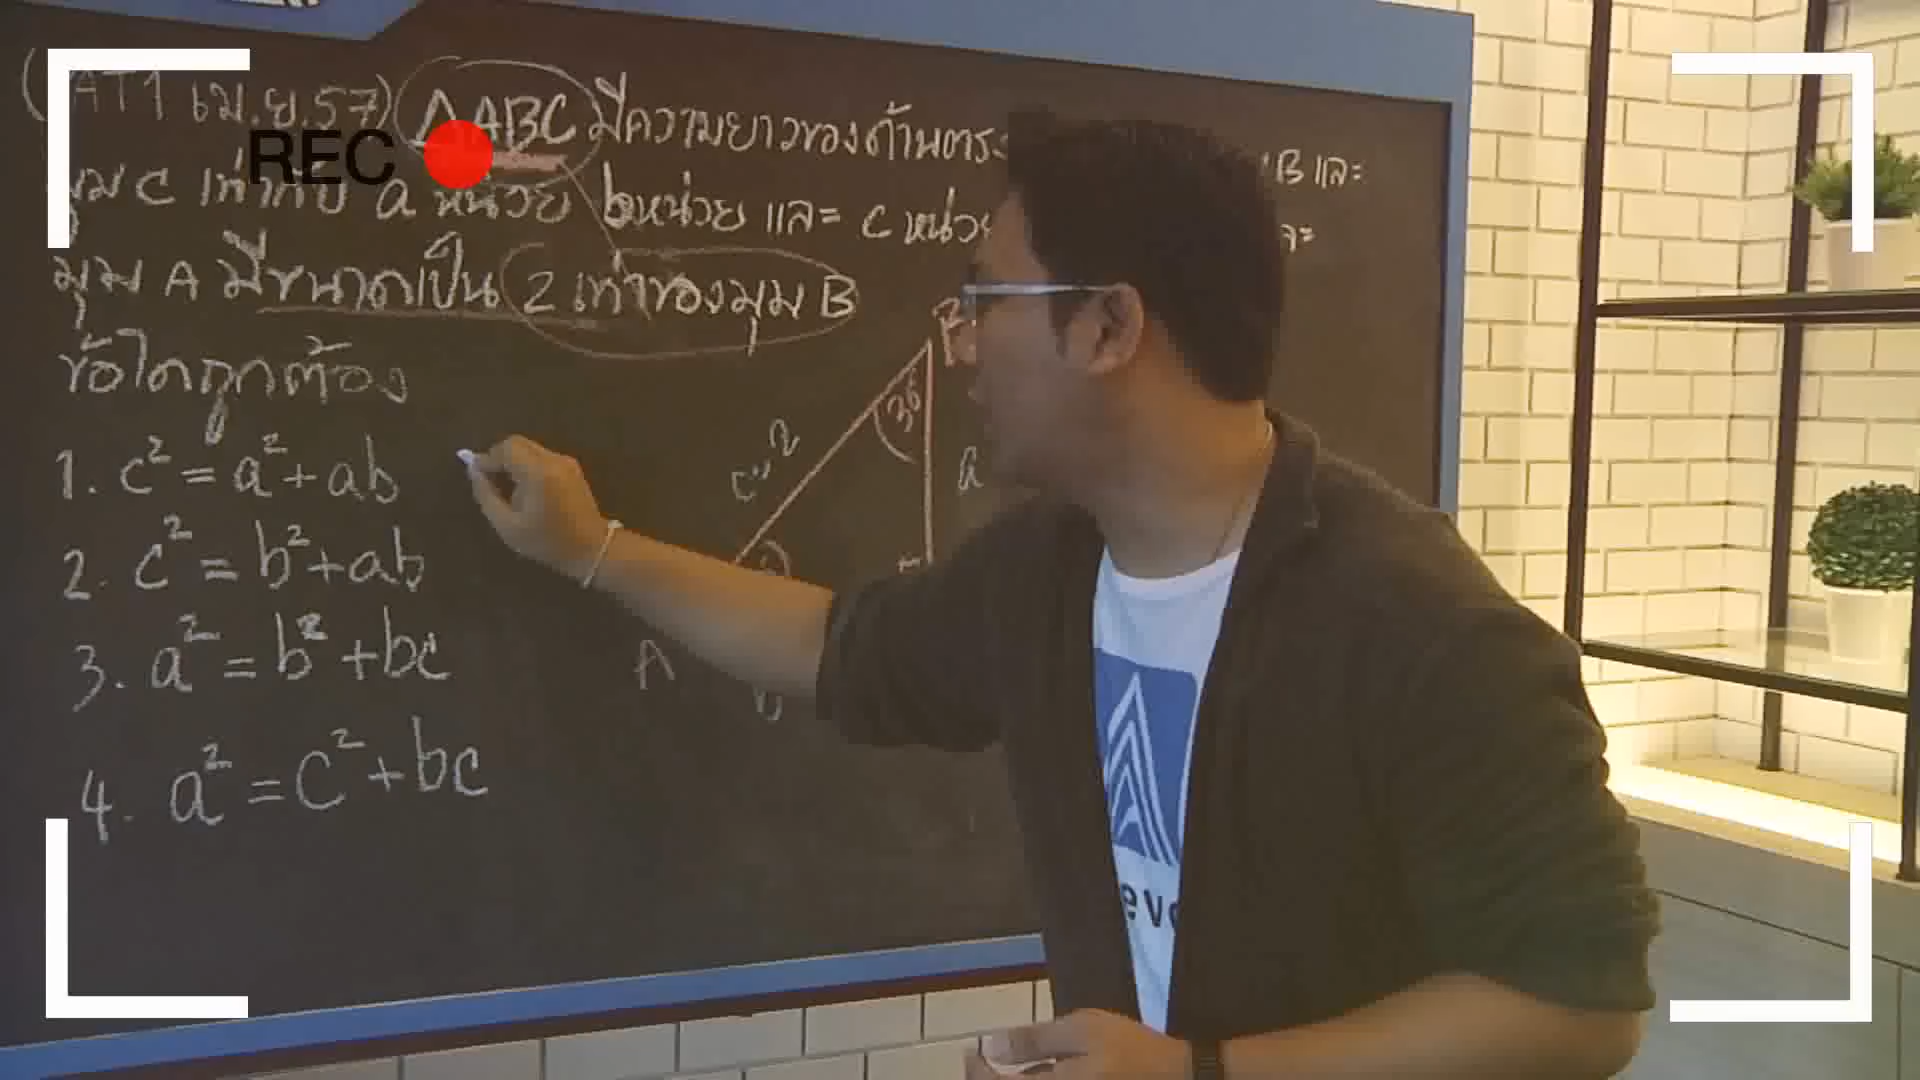 AT1 เม.ย.57) △ABC มีความยาวของด้านตรง B และ
REC
มุม C เท่ากับ a หน่วย b หน่วย และ c หน่วย
มุม A มีขนาดเป็น 2 เท่าของมุม B
ข้อใดถูกต้อง
1. c² = a² + ab
2. c² = b² + ab
3. a² = b² + bc
4. a² = c² + bc
B
30
a
A
b